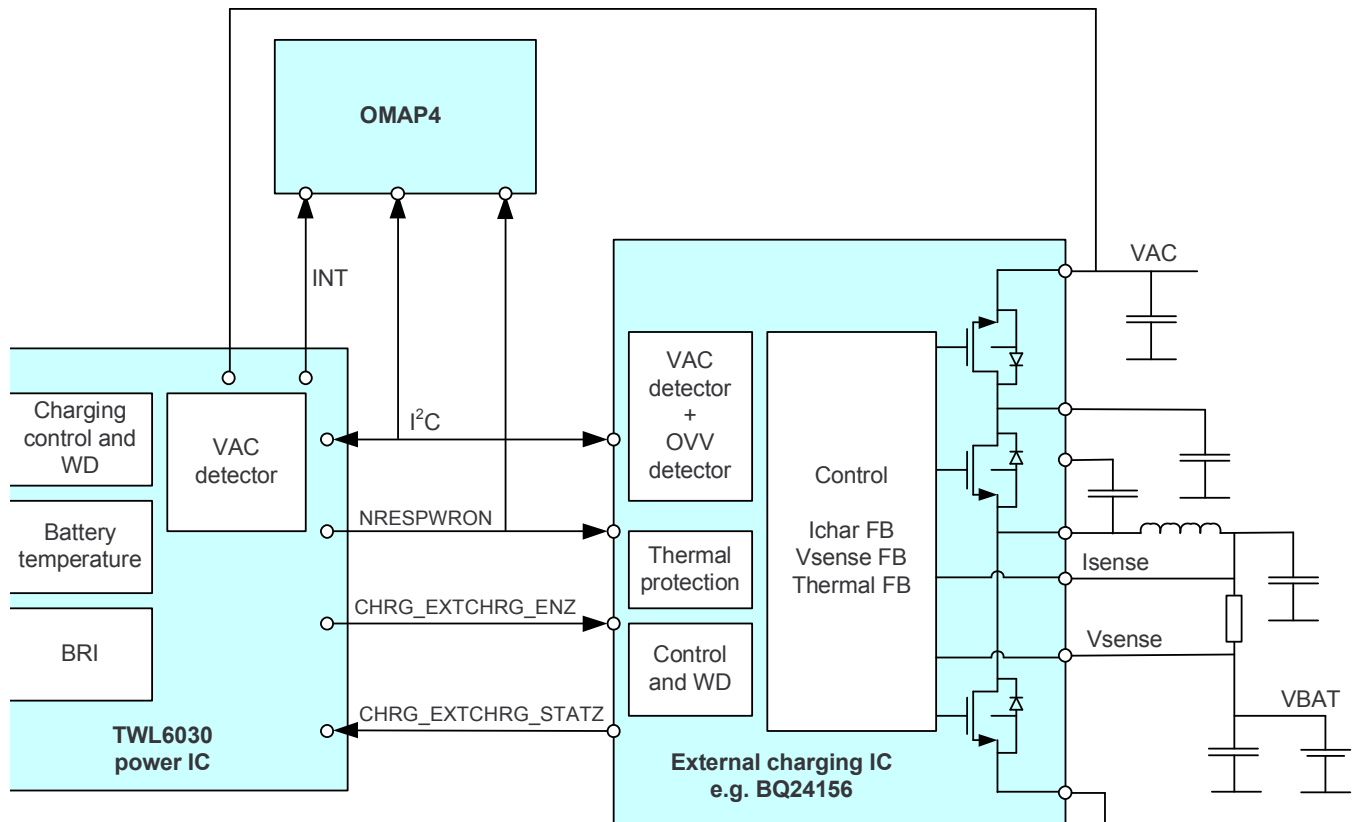 OMAP4
VAC
INT
VAC
detector
+
OVV
detector
Charging
control and
WD
VAC
detector
I²C
Control
Ichar FB
Vsense FB
Thermal FB
NRESPWRON
Battery
temperature
Thermal
protection
Isense
CHRG_EXTCHRG_ENZ
BRI
Control
and WD
Vsense
VBAT
CHRG_EXTCHRG_STATZ
TWL6030
power IC
External charging IC
e.g. BQ24156